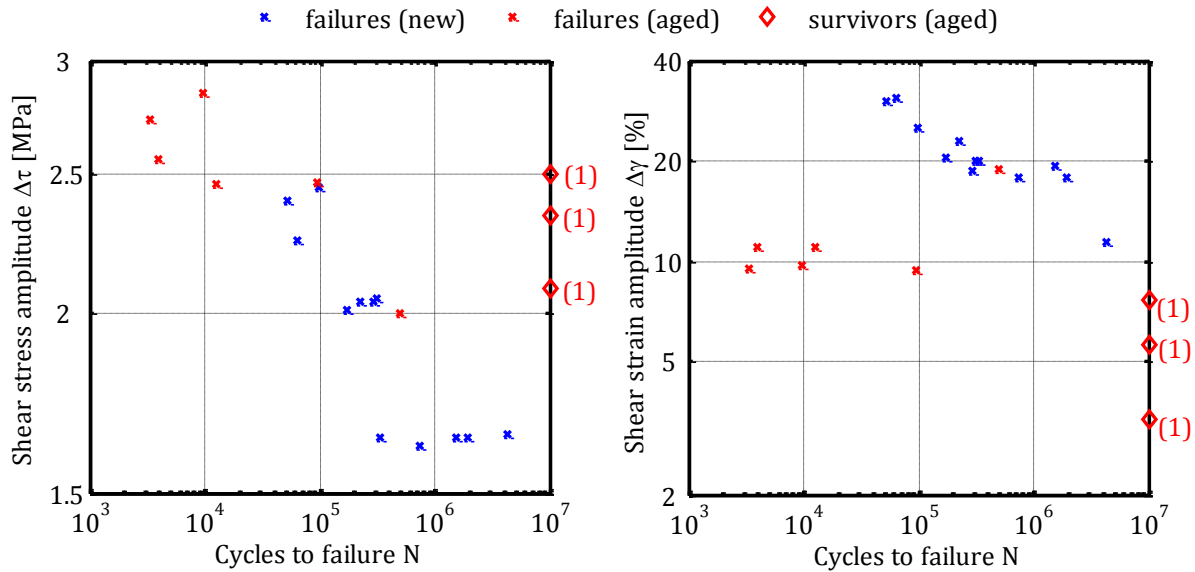 failures (new) failures (aged) survivors (aged)
Shear stress amplitude Δτ [MPa]
3
2.5
2
1.5
(1)
(1)
(1)
10³ 10⁴ 10⁵ 10⁶ 10⁷
Cycles to failure N
Shear strain amplitude Δγ [%]
40
20
10
5
2
(1)
(1)
(1)
10³ 10⁴ 10⁵ 10⁶ 10⁷
Cycles to failure N